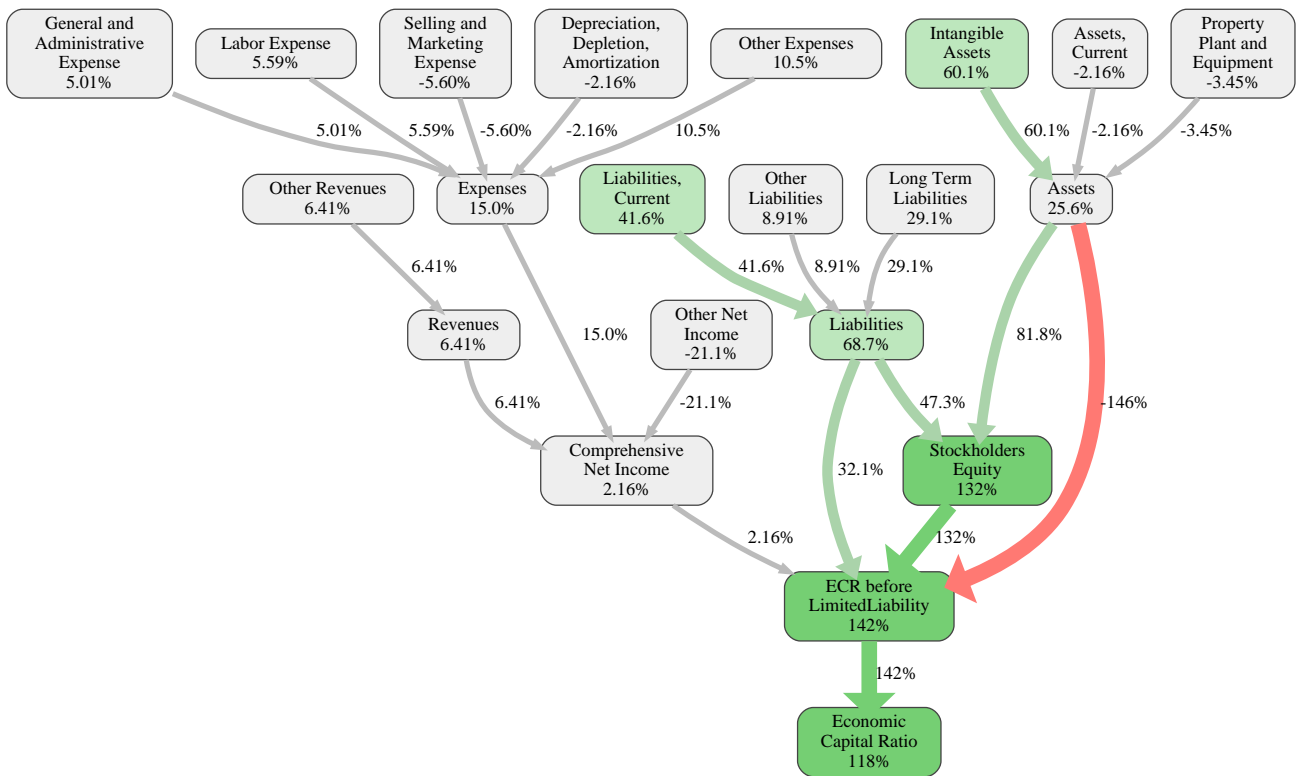 General and
Administrative
Expense
5.01%
Labor Expense
5.59%
Selling and
Marketing
Expense
-5.60%
Depreciation,
Depletion,
Amortization
-2.16%
Other Expenses
10.5%
Intangible
Assets
60.1%
Assets,
Current
-2.16%
Property
Plant and
Equipment
-3.45%
5.01%
5.59%
-5.60%
-2.16%
10.5%
60.1%
-2.16%
-3.45%
Other Revenues
6.41%
Expenses
15.0%
Liabilities,
Current
41.6%
Other
Liabilities
8.91%
Long Term
Liabilities
29.1%
Assets
25.6%
6.41%
41.6%
8.91%
29.1%
Revenues
6.41%
15.0%
Other Net
Income
-21.1%
Liabilities
68.7%
81.8%
6.41%
-21.1%
47.3%
-146%
Comprehensive
Net Income
2.16%
32.1%
Stockholders
Equity
132%
2.16%
132%
ECR before
LimitedLiability
142%
142%
Economic
Capital Ratio
118%